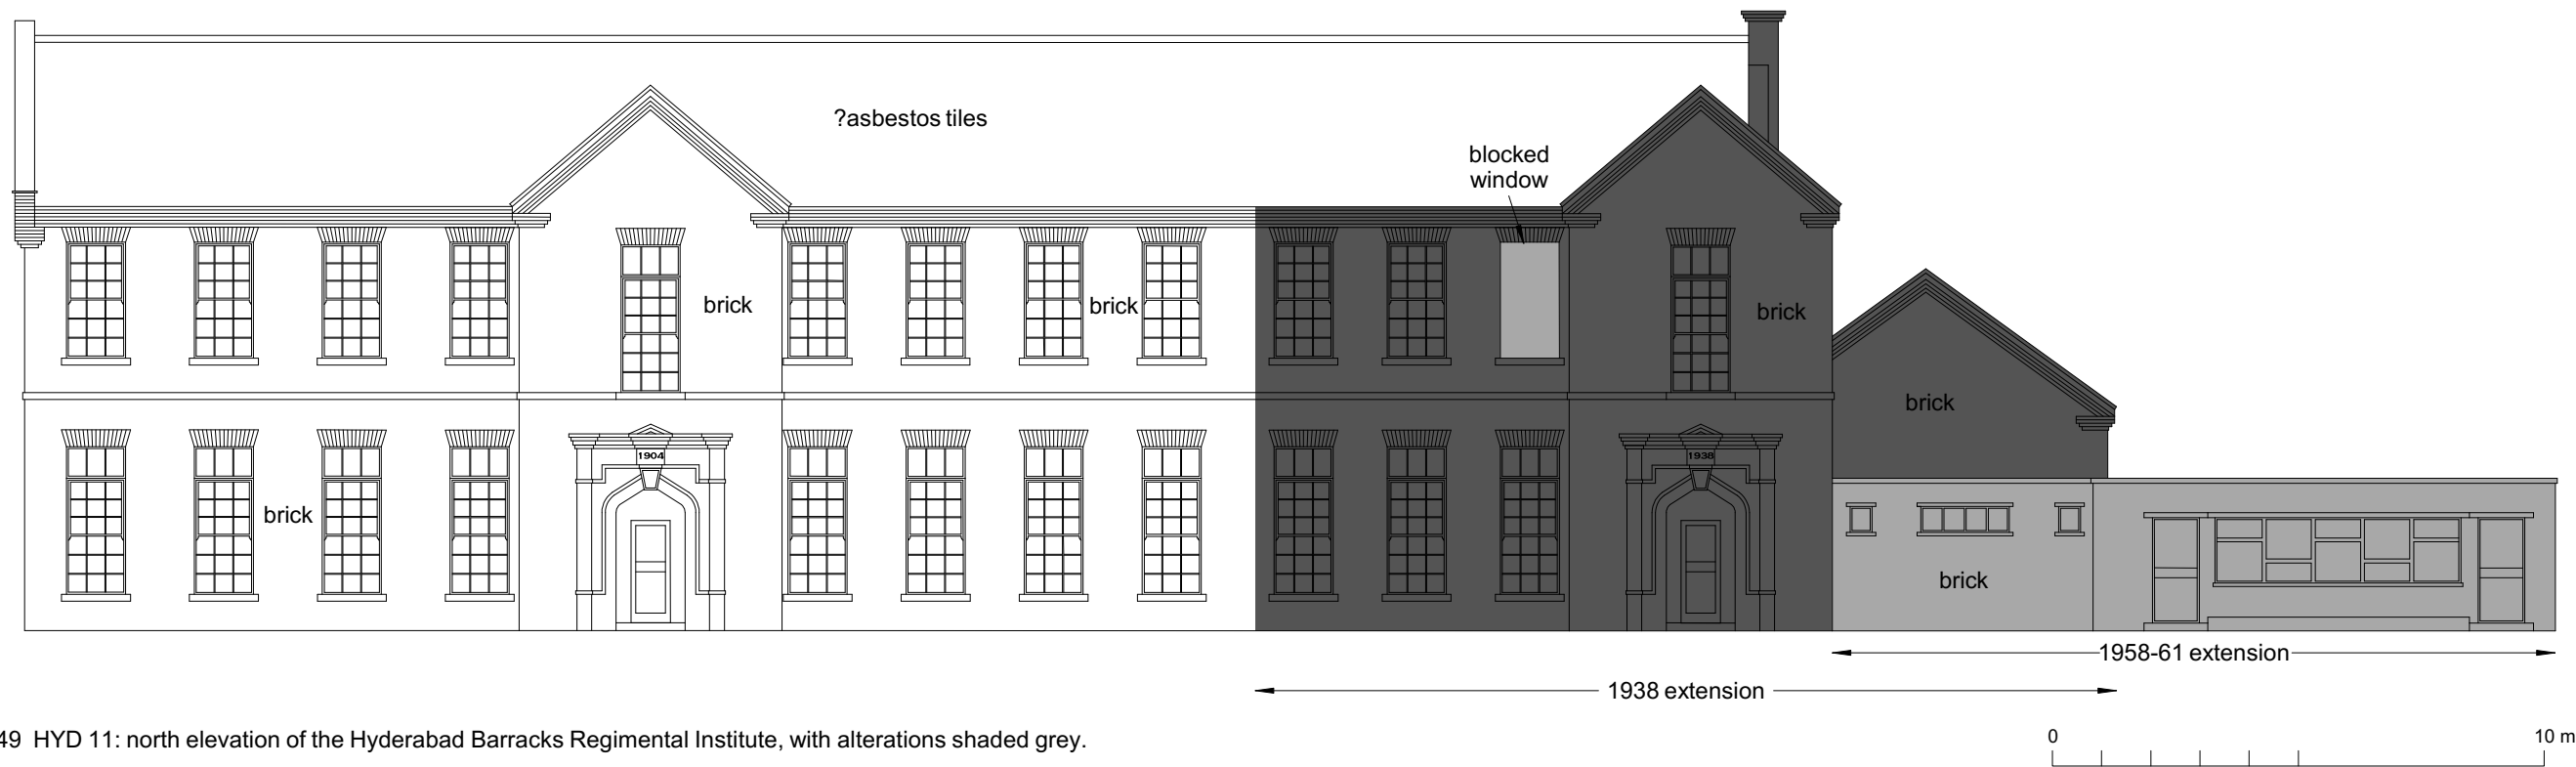 ?asbestos tiles
blocked
window
brick
brick
brick
brick
brick
1904
1938
brick
1958-61 extension
1938 extension
49 HYD 11: north elevation of the Hyderabad Barracks Regimental Institute, with alterations shaded grey.
0
10 m